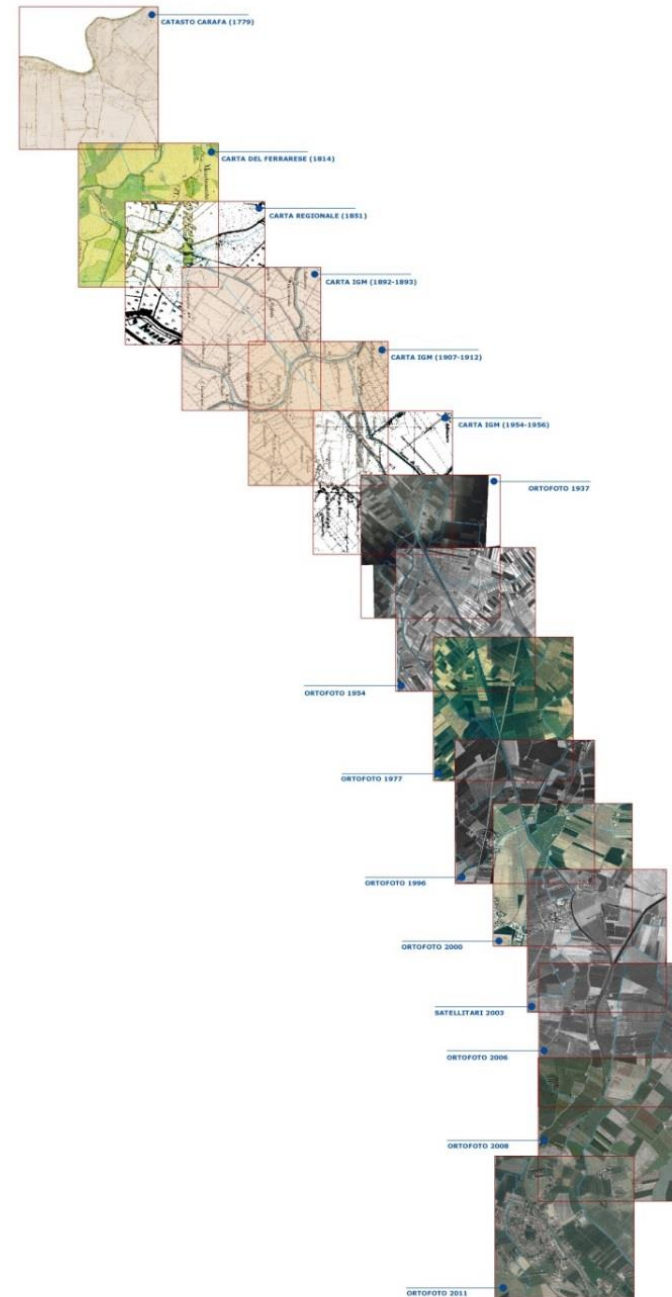 CATASTO CARAFA (1779)
CARTA DEL FERRARESE (1814)
CARTA REGIONALE (1851)
CARTA IGM (1892-1893)
CARTA IGM (1907-1912)
CARTA IGM (1954-1956)
ORTOFOTO 1937
ORTOFOTO 1954
ORTOFOTO 1977
ORTOFOTO 1996
ORTOFOTO 2000
SATELLITARI 2003
ORTOFOTO 2006
ORTOFOTO 2008
ORTOFOTO 2011